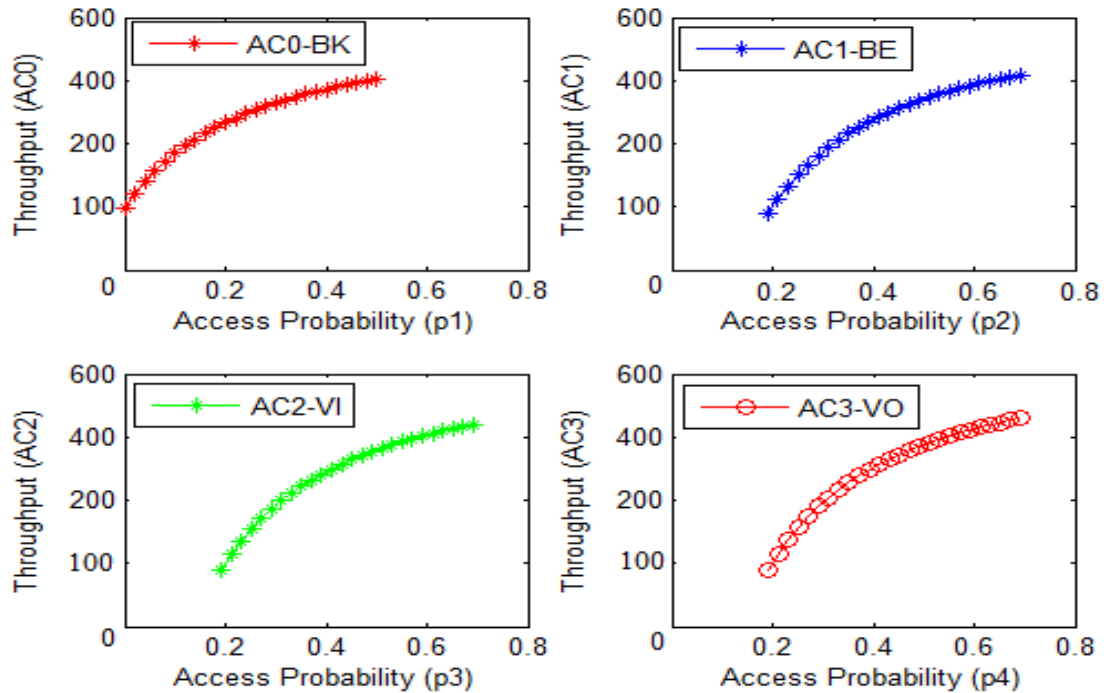 600
400
200
100
0
Throughput (AC0)
AC0-BK
0.2 0.4 0.6 0.8
Access Probability (p1)
600
400
200
100
0
Throughput (AC1)
AC1-BE
0.2 0.4 0.6 0.8
Access Probability (p2)
600
400
200
100
0
Throughput (AC2)
AC2-VI
0.2 0.4 0.6 0.8
Access Probability (p3)
600
400
200
100
0
Throughput (AC3)
AC3-VO
0.2 0.4 0.6 0.8
Access Probability (p4)